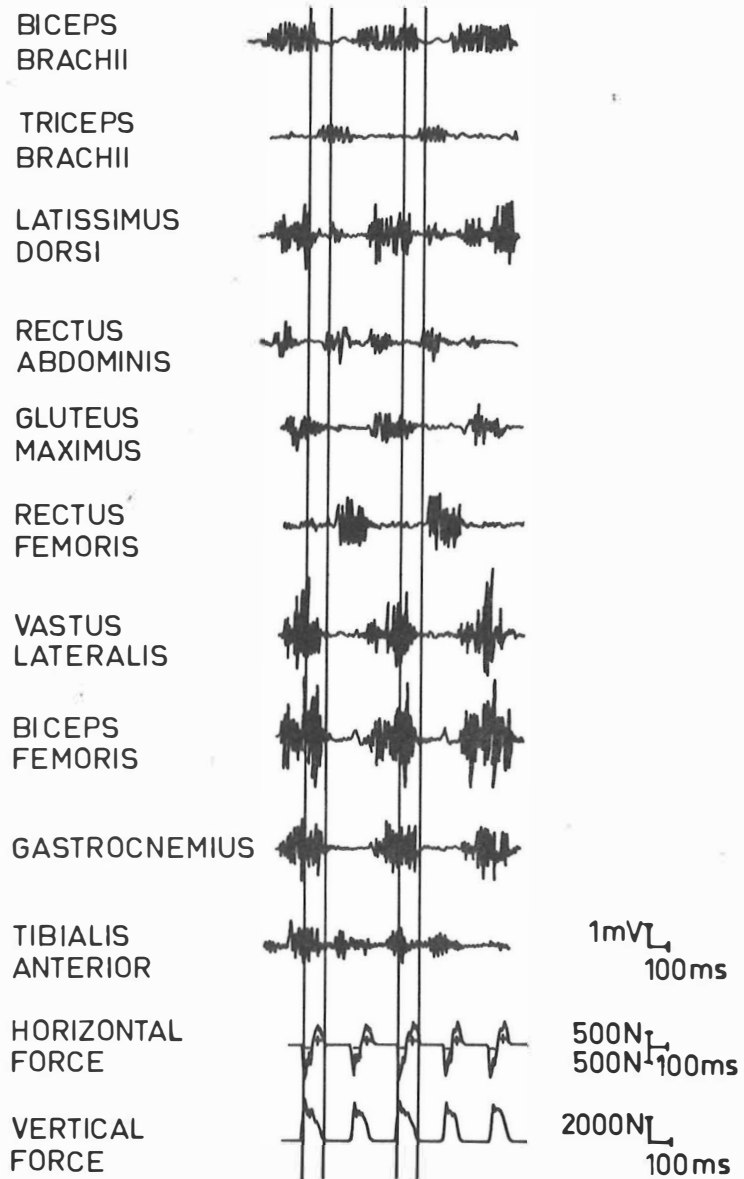 BICEPS
BRACHII
TRICEPS
BRACHII
LATISSIMUS
DORSI
RECTUS
ABDOMINIS
GLUTEUS
MAXIMUS
RECTUS
FEMORIS
VASTUS
LATERALIS
BICEPS
FEMORIS
GASTROCNEMIUS
TIBIALIS
ANTERIOR
1mV
100ms
HORIZONTAL
FORCE
500N
500N 100ms
VERTICAL
FORCE
2000N
100ms